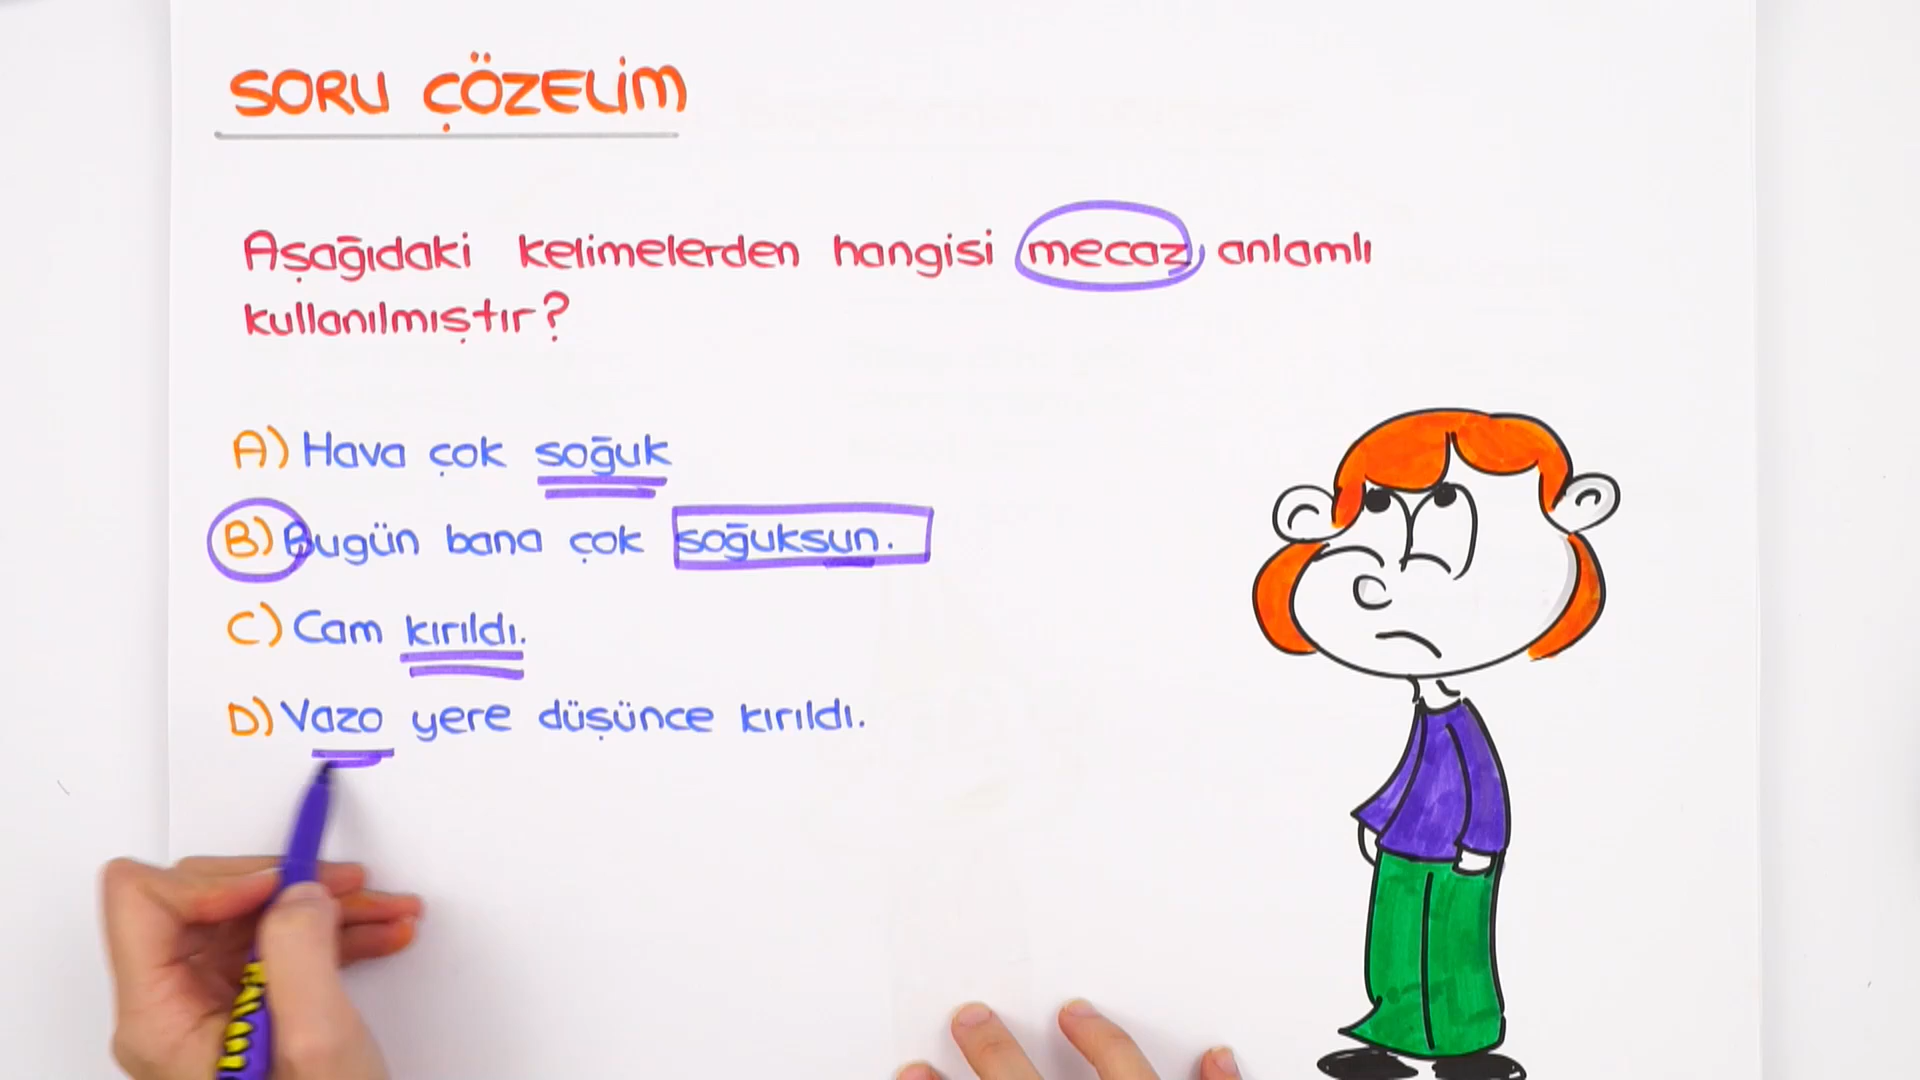 SORU ÇÖZELİM
Aşağıdaki kelimelerden hangisi mecaz anlamlı
kullanılmıştır?
A) Hava çok soğuk
B) Bugün bana çok soğuksun.
C) Cam kırıldı.
D) Vazo yere düşünce kırıldı.